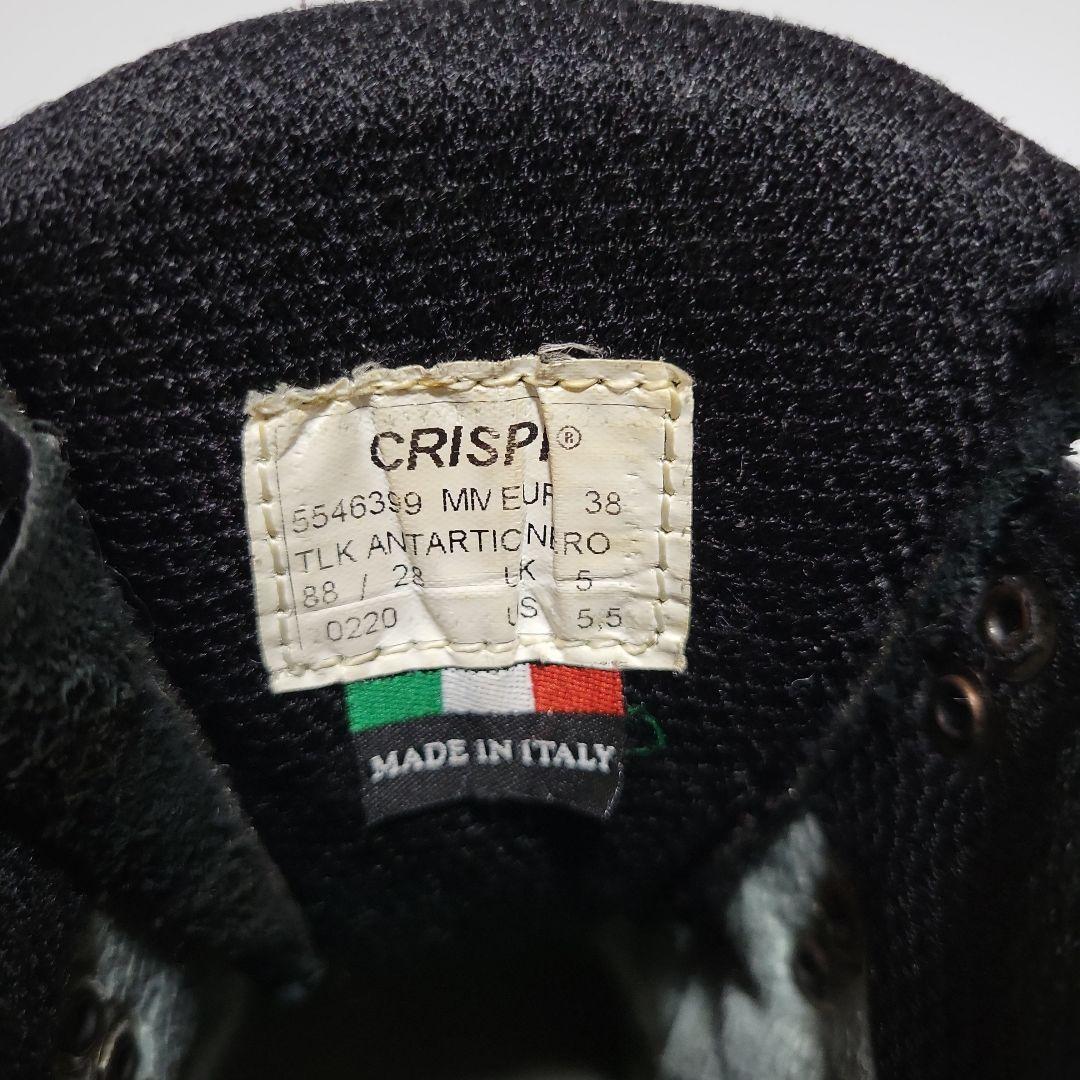 CRISPI®
5546399 MM EUR 38
TLK ANTARTIC NERO
88 / 28 UK 5
0220 US 5,5
MADE IN ITALY